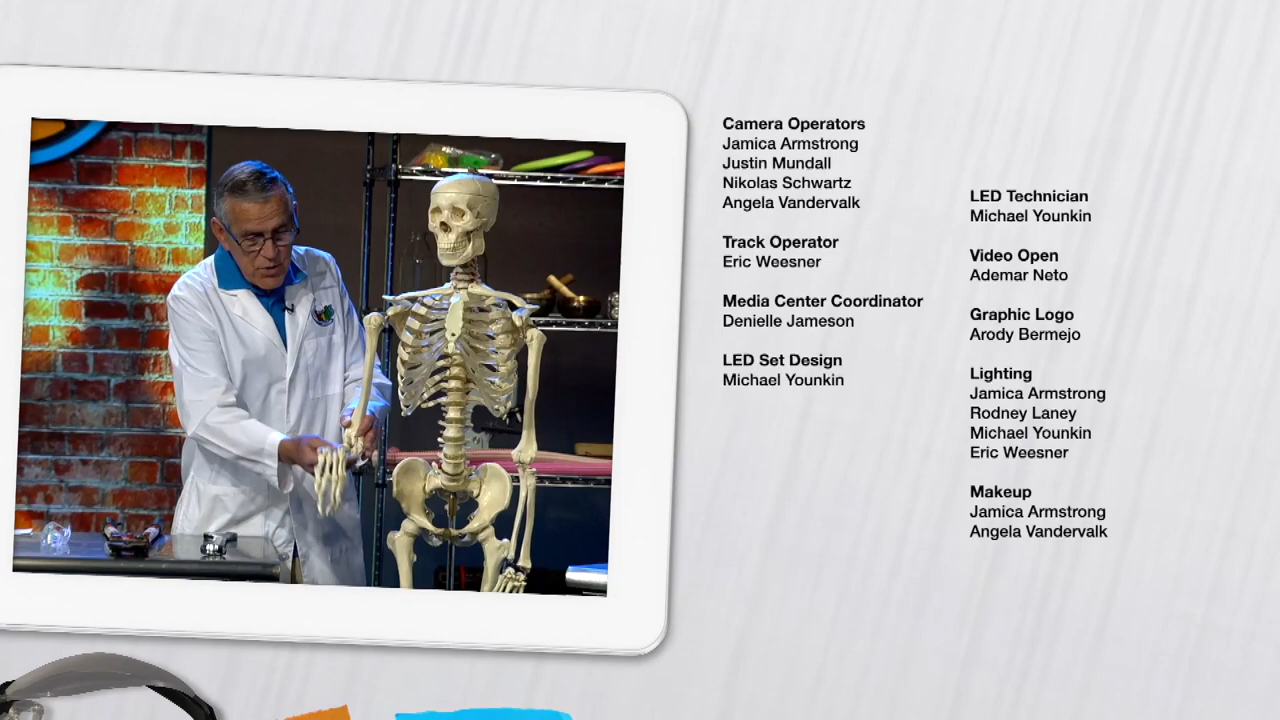 Camera Operators
Jamica Armstrong
Justin Mundall
Nikolas Schwartz
Angela Vandervalk
Track Operator
Eric Weesner
Media Center Coordinator
Denielle Jameson
LED Set Design
Michael Younkin
LED Technician
Michael Younkin
Video Open
Ademar Neto
Graphic Logo
Arody Bermejo
Lighting
Jamica Armstrong
Rodney Laney
Michael Younkin
Eric Weesner
Makeup
Jamica Armstrong
Angela Vandervalk